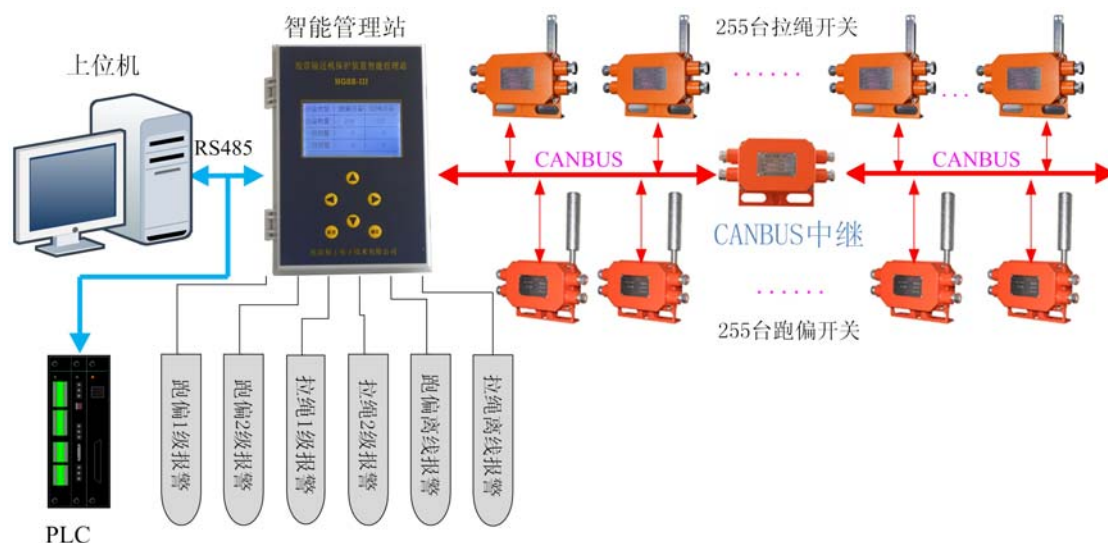 智能管理站
255台拉绳开关
上位机
RS485
CANBUS
CANBUS
CANBUS中继
255台跑偏开关
跑偏1级报警
跑偏2级报警
拉绳1级报警
拉绳2级报警
跑偏离线报警
拉绳离线报警
PLC